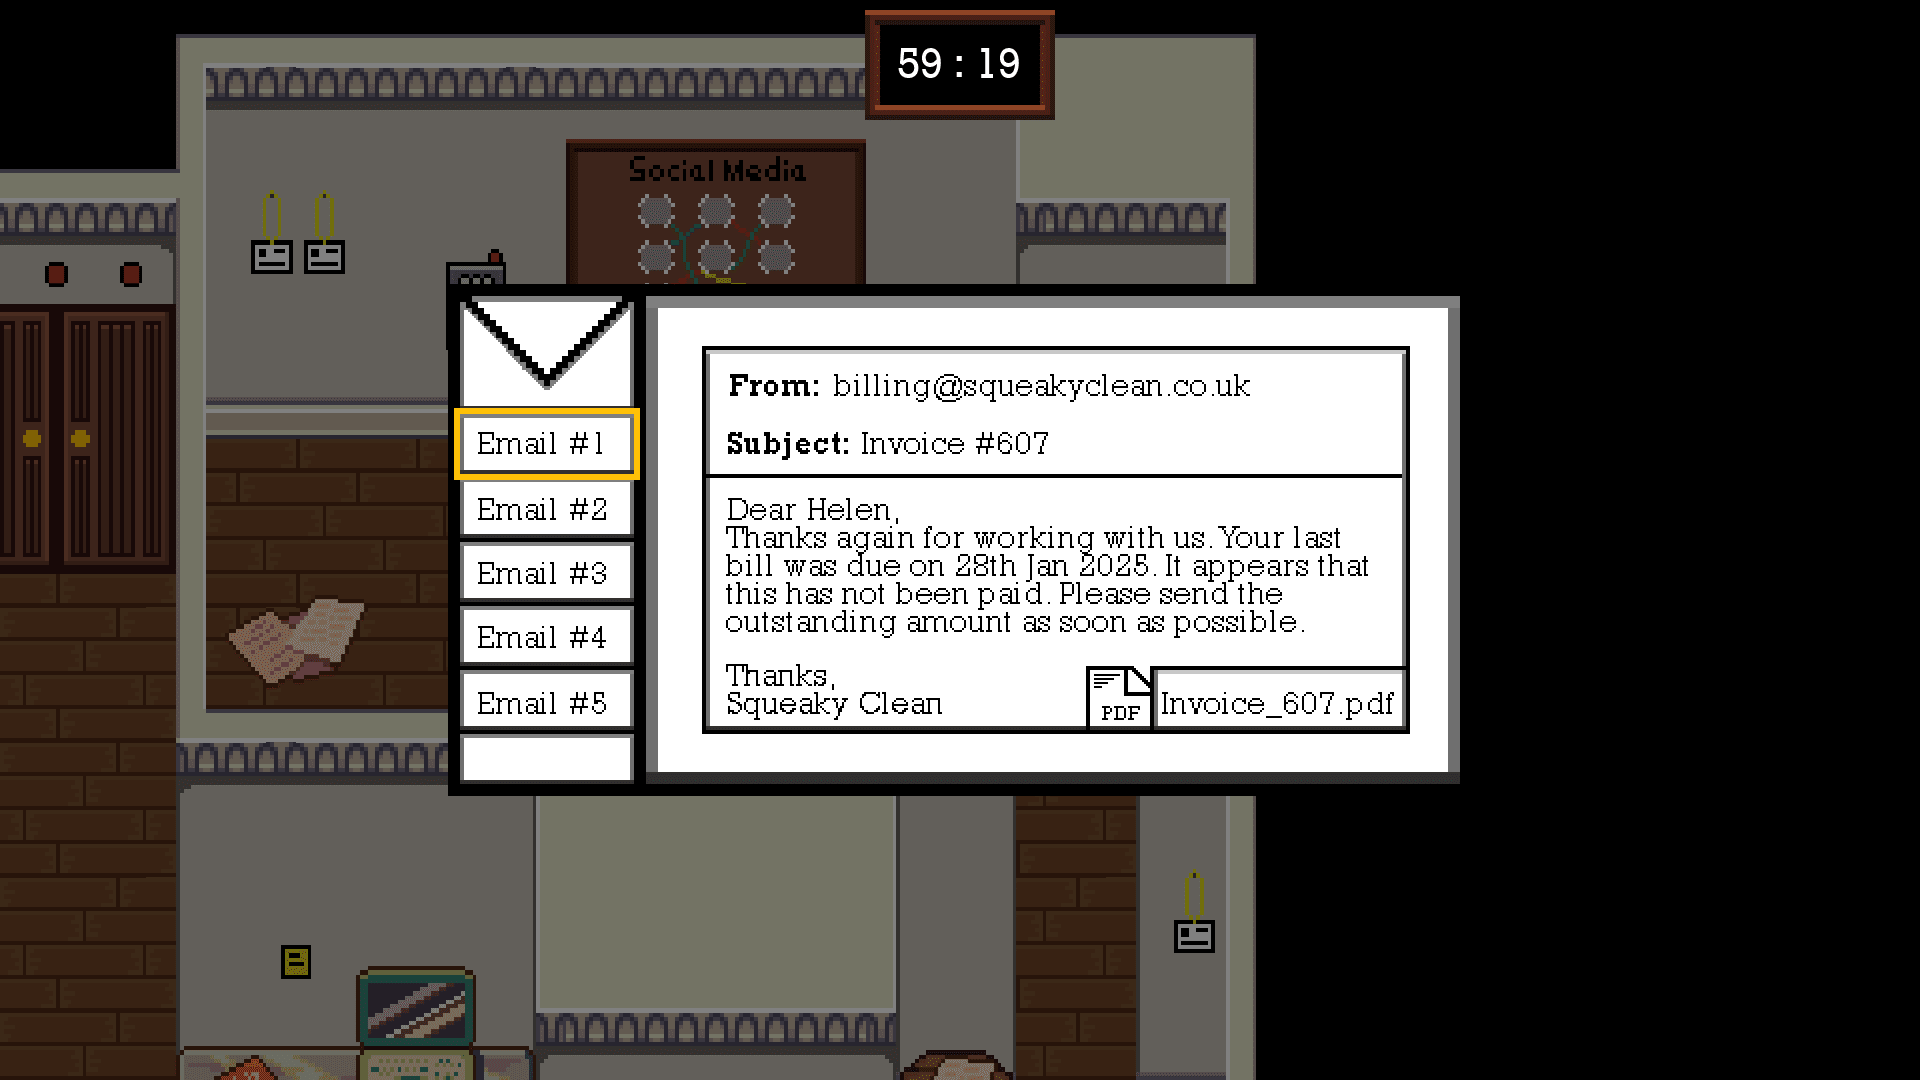 59:19
Social Media
Email #1
Email #2
Email #3
Email #4
Email #5
From: billing@squeakyclean.co.uk
Subject: Invoice #607
Dear Helen,
Thanks again for working with us. Your last
bill was due on 28th Jan 2025. It appears that
this has not been paid. Please send the
outstanding amount as soon as possible.
Thanks,
Squeaky Clean
PDF
Invoice_607.pdf